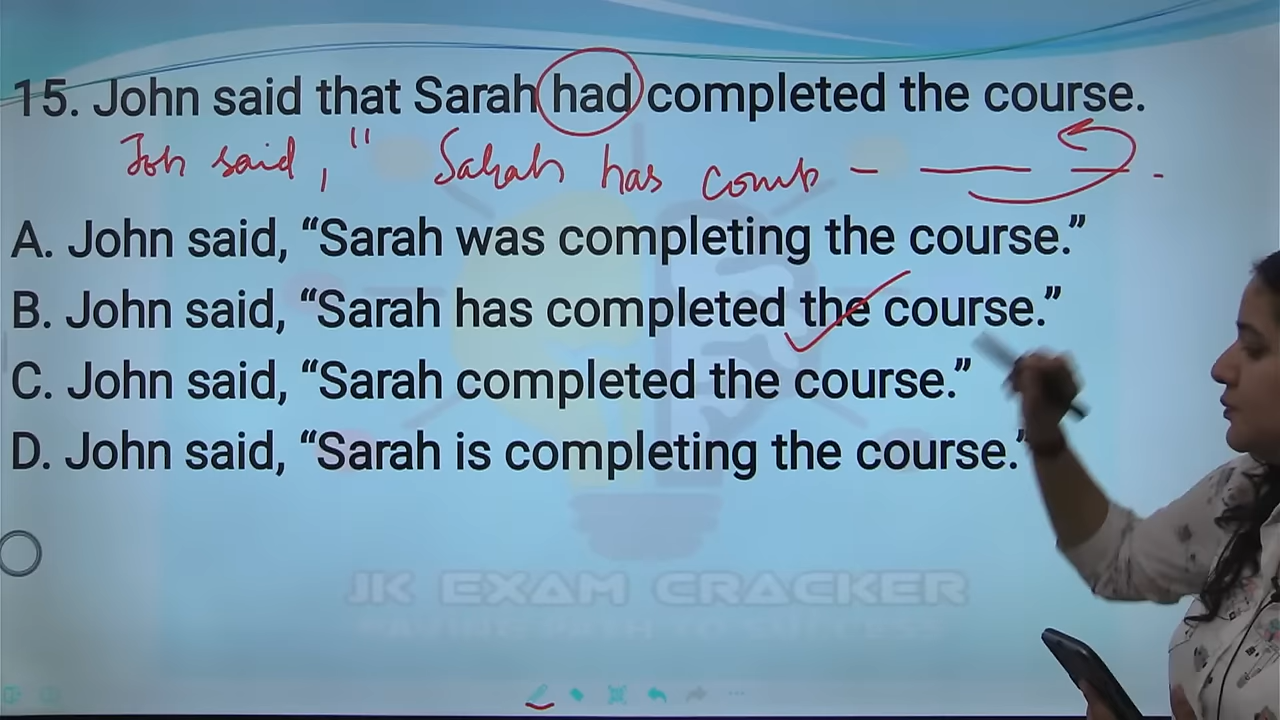 15. John said that Sarah had completed the course.
Joh said, " Sarah has comp - — — .
A. John said, “Sarah was completing the course.”
B. John said, “Sarah has completed the course.”
C. John said, “Sarah completed the course.”
D. John said, “Sarah is completing the course.”
JK EXAM CRACKER